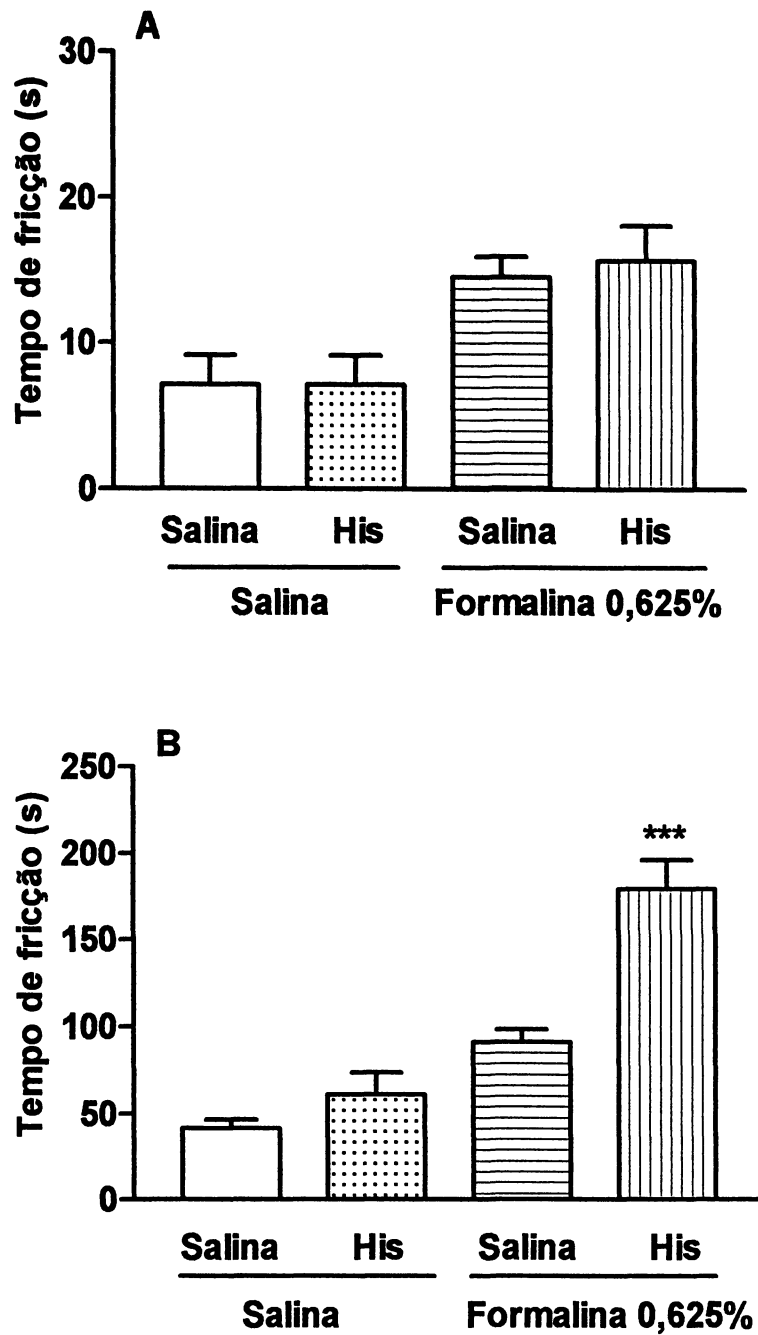 A
Tempo de fricção (s)
30
20
10
0
Salina His Salina His
Salina Formalina 0,625%
B
Tempo de fricção (s)
250
200
150
100
50
0
***
Salina His Salina His
Salina Formalina 0,625%